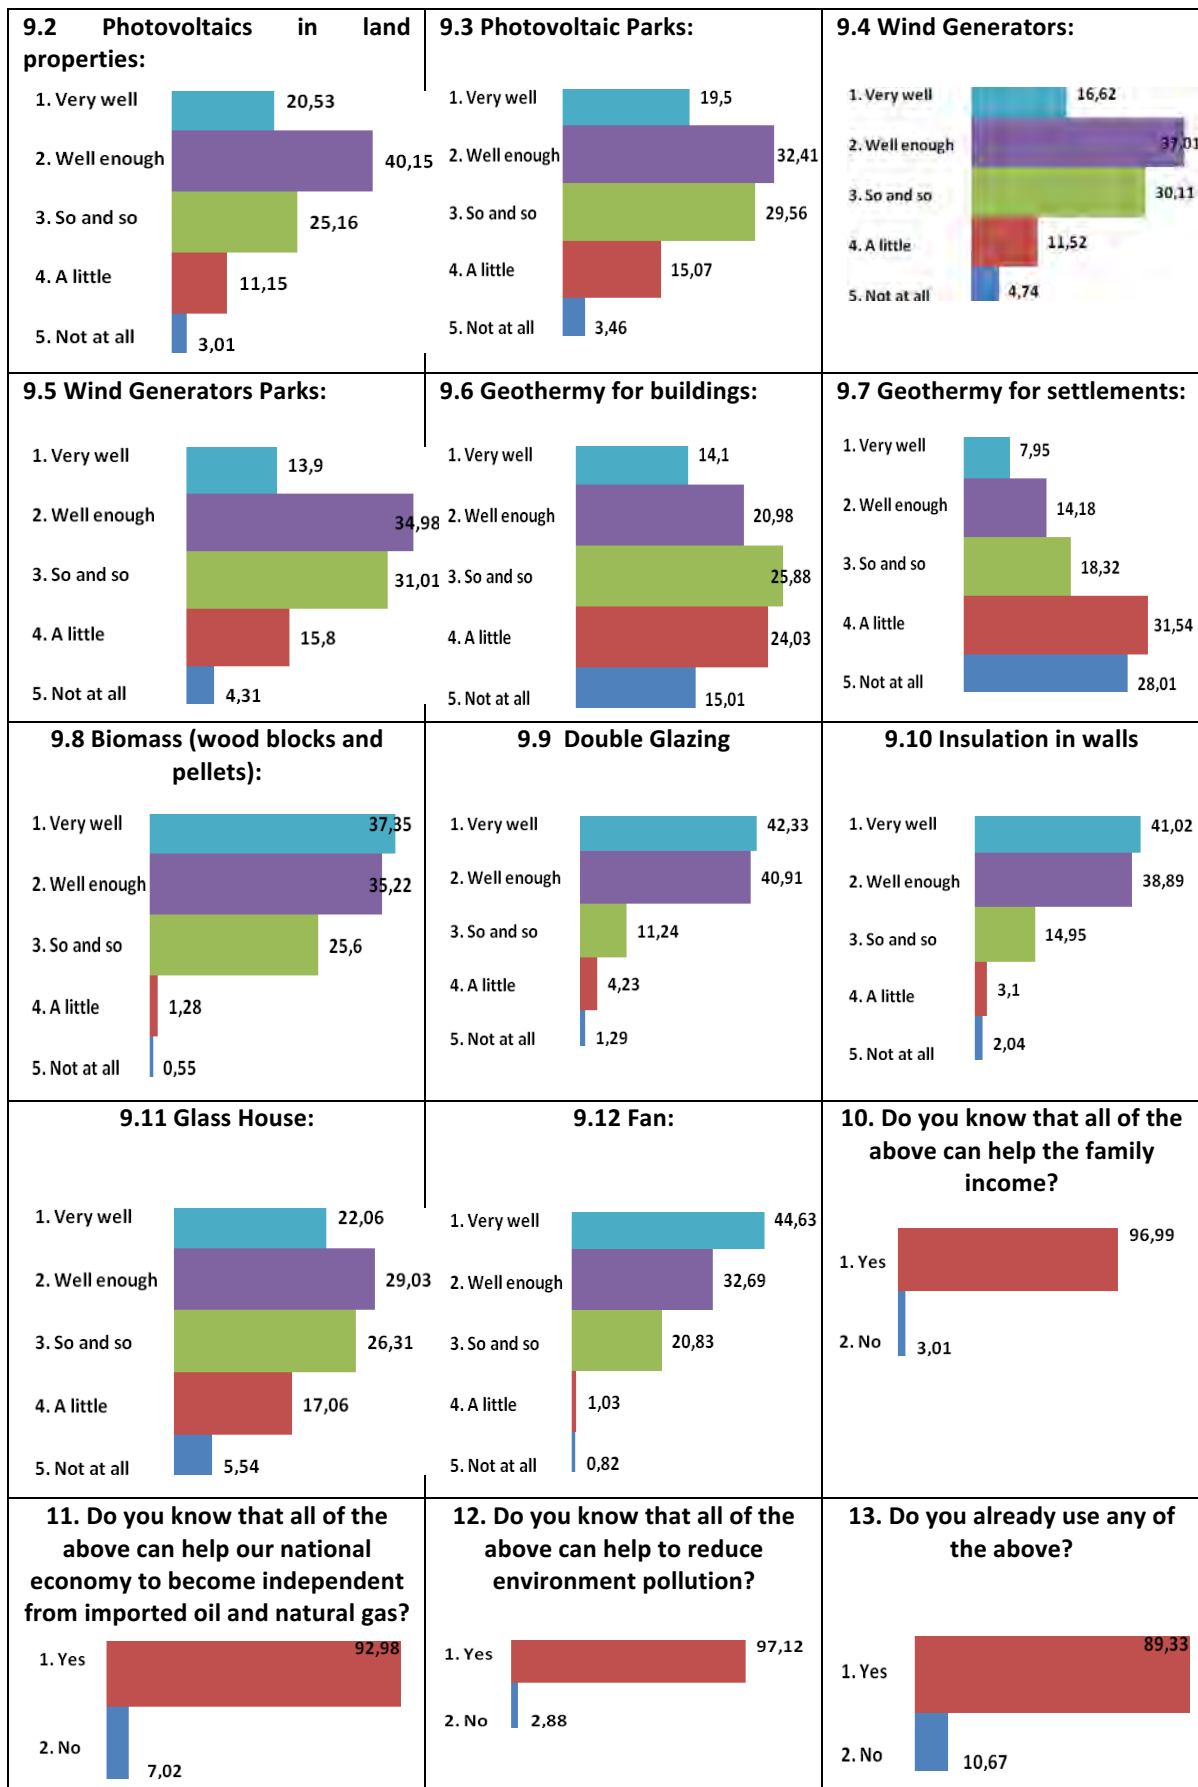 9.2 Photovoltaics in land
properties:
1. Very well 20,53
2. Well enough 40,15
3. So and so 25,16
4. A little 11,15
5. Not at all 3,01
9.3 Photovoltaic Parks:
1. Very well 19,5
2. Well enough 32,41
3. So and so 29,56
4. A little 15,07
5. Not at all 3,46
9.4 Wind Generators:
1. Very well 16,62
2. Well enough 37,01
3. So and so 30,11
4. A little 11,52
5. Not at all 4,74
9.5 Wind Generators Parks:
1. Very well 13,9
2. Well enough 34,98
3. So and so 31,01
4. A little 15,8
5. Not at all 4,31
9.6 Geothermy for buildings:
1. Very well 14,1
2. Well enough 20,98
3. So and so 25,88
4. A little 24,03
5. Not at all 15,01
9.7 Geothermy for settlements:
1. Very well 7,95
2. Well enough 14,18
3. So and so 18,32
4. A little 31,54
5. Not at all 28,01
9.8 Biomass (wood blocks and
pellets):
1. Very well 37,35
2. Well enough 35,22
3. So and so 25,6
4. A little 1,28
5. Not at all 0,55
9.9 Double Glazing
1. Very well 42,33
2. Well enough 40,91
3. So and so 11,24
4. A little 4,23
5. Not at all 1,29
9.10 Insulation in walls
1. Very well 41,02
2. Well enough 38,89
3. So and so 14,95
4. A little 3,1
5. Not at all 2,04
9.11 Glass House:
1. Very well 22,06
2. Well enough 29,03
3. So and so 26,31
4. A little 17,06
5. Not at all 5,54
9.12 Fan:
1. Very well 44,63
2. Well enough 32,69
3. So and so 20,83
4. A little 1,03
5. Not at all 0,82
10. Do you know that all of the
above can help the family
income?
1. Yes 96,99
2. No 3,01
11. Do you know that all of the
above can help our national
economy to become independent
from imported oil and natural gas?
1. Yes 92,98
2. No 7,02
12. Do you know that all of the
above can help to reduce
environment pollution?
1. Yes 97,12
2. No 2,88
13. Do you already use any of
the above?
1. Yes 89,33
2. No 10,67